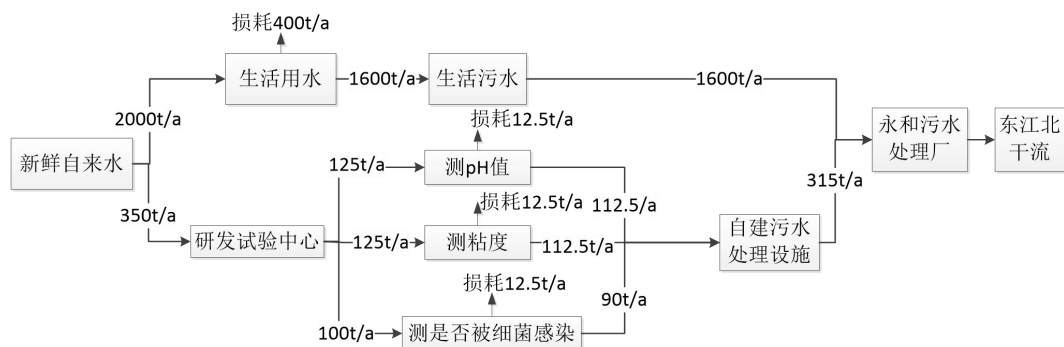 损耗400t/a
生活用水
1600t/a
生活污水
1600t/a
2000t/a
损耗12.5t/a
永和污水
处理厂
东江北
干流
新鲜自来水
125t/a
测pH值
315t/a
350t/a
损耗12.5t/a
112.5/a
研发试验中心
125t/a
测粘度
112.5t/a
自建污水
处理设施
损耗12.5t/a
90t/a
100t/a
测是否被细菌感染